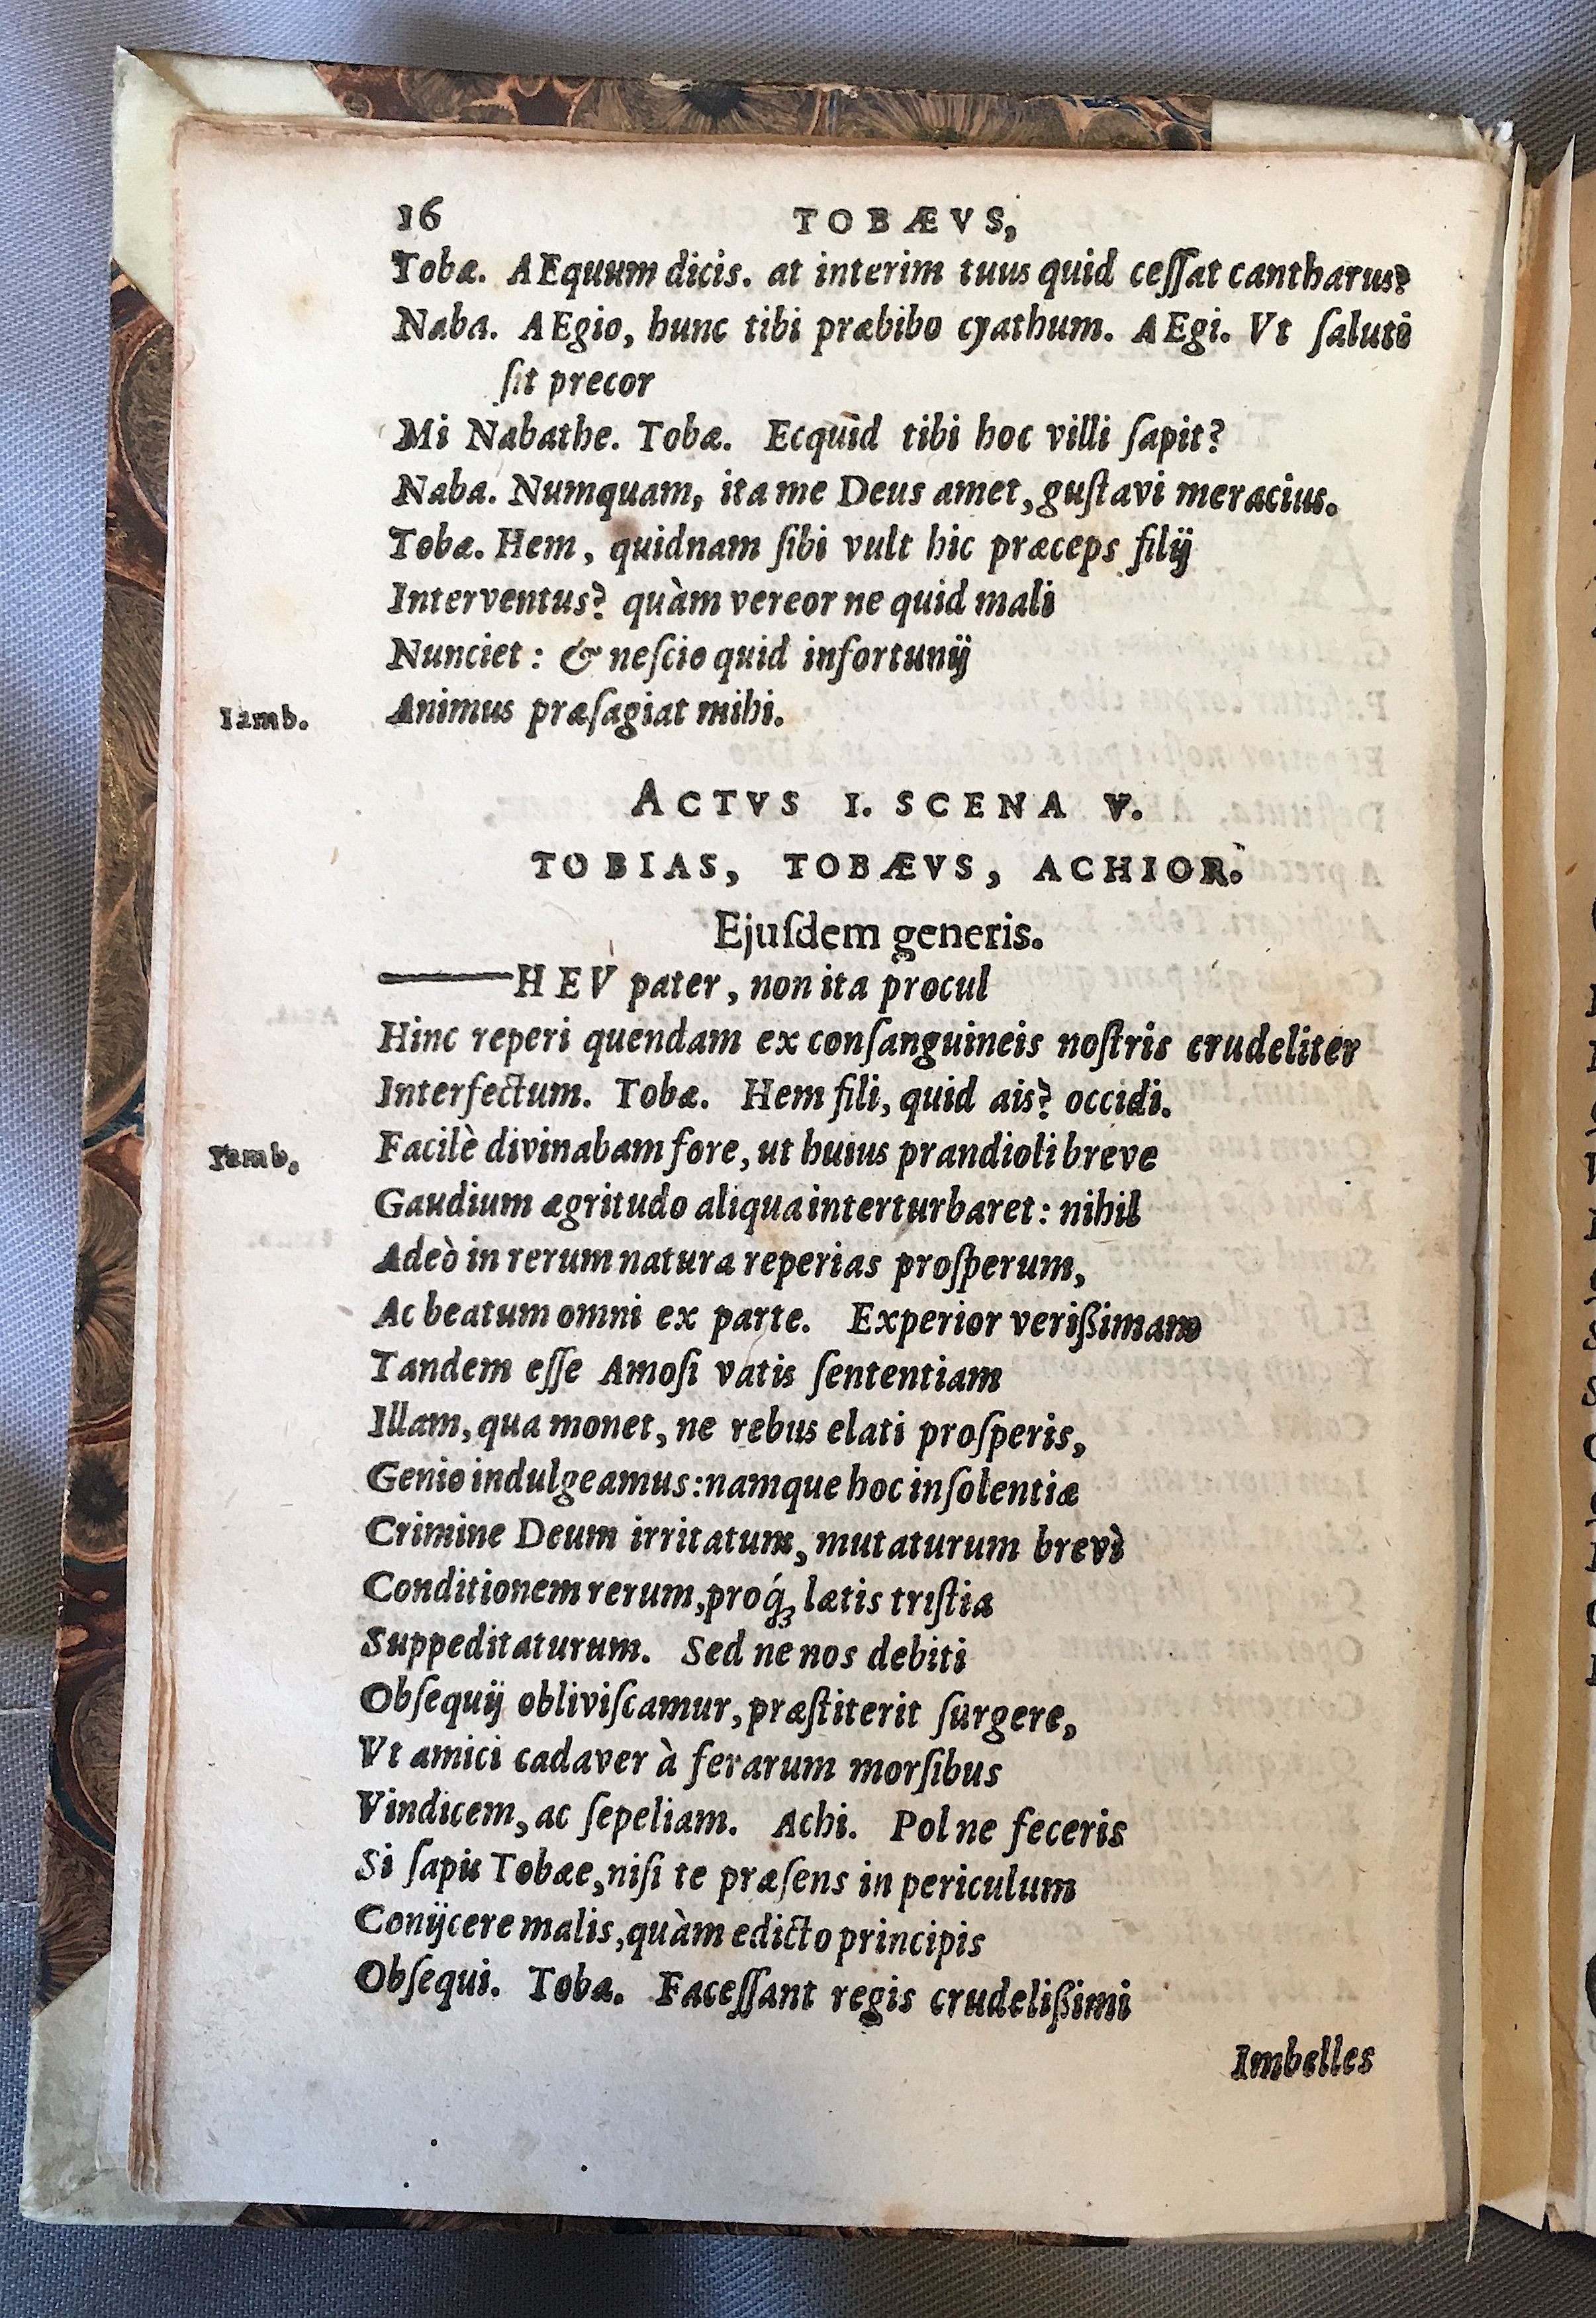 16 TOBÆVS,
Tobæ. AEquum dicis. at interim tuus quid ceſſat cantharus?
Naba. AEgio, hunc tibi præbibo cyathum. AEgi. Vt ſaluti
ſit precor
Mi Nabathe. Tobæ. Ecquid tibi hoc villi ſapit?
Naba. Numquam, ita me Deus amet, guſtavi meracius.
Tobæ. Hem, quidnam ſibi vult hic præceps filij
Interventus? quàm vereor ne quid mali
Nunciet: & neſcio quid infortunij
Iamb. Animus præſagiat mihi.
ACTVS I. SCENA V.
TOBIAS, TOBÆVS, ACHIOR.
Ejuſdem generis.
——HEV pater, non ita procul
Hinc reperi quendam ex conſanguineis noſtris crudeliter
Interfectum. Tobæ. Hem fili, quid ais? occidi.
Iamb. Facilè divinabam fore, ut huius prandioli breve
Gaudium ægritudo aliqua interturbaret: nihil
Adeò in rerum natura reperias proſperum,
Ac beatum omni ex parte. Experior verißimam
Tandem eſſe Amoſi vatis ſententiam
Illam, qua monet, ne rebus elati proſperis,
Genio indulgeamus: namque hoc inſolentiæ
Crimine Deum irritatum, mutaturum brevì
Conditionem rerum, proq́ꝫ lætis triſtia
Suppeditaturum. Sed ne nos debiti
Obſequij obliviſcamur, præſtiterit ſurgere,
Vt amici cadaver à ferarum morſibus
Vindicem, ac ſepeliam. Achi. Pol ne feceris
Si ſapis Tobæe, niſi te præſens in periculum
Conijcere malis, quàm edicto principis
Obſequi. Tobæ. Faceſſant regis crudelißimi
Imbelles